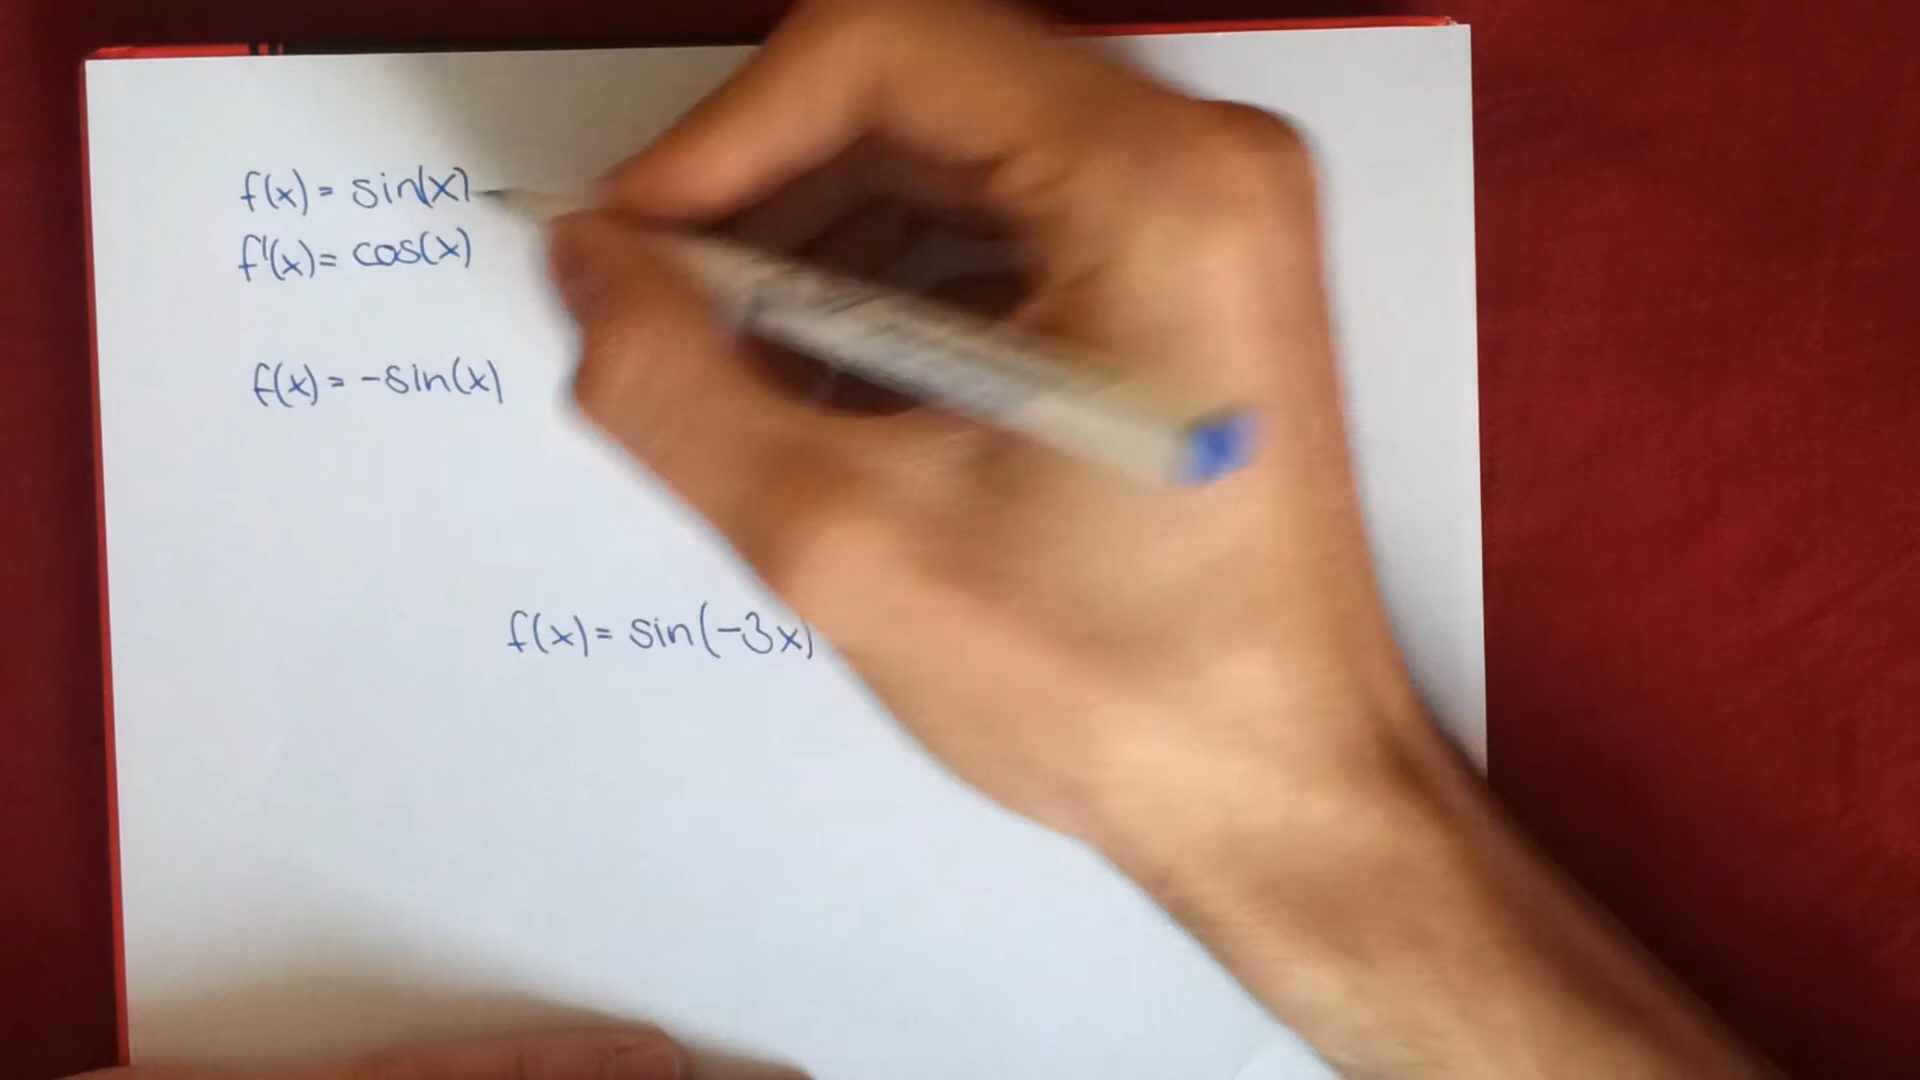 f(x) = sin(x)
f'(x) = cos(x)
f(x) = -sin(x)
f(x) = sin(-3x)